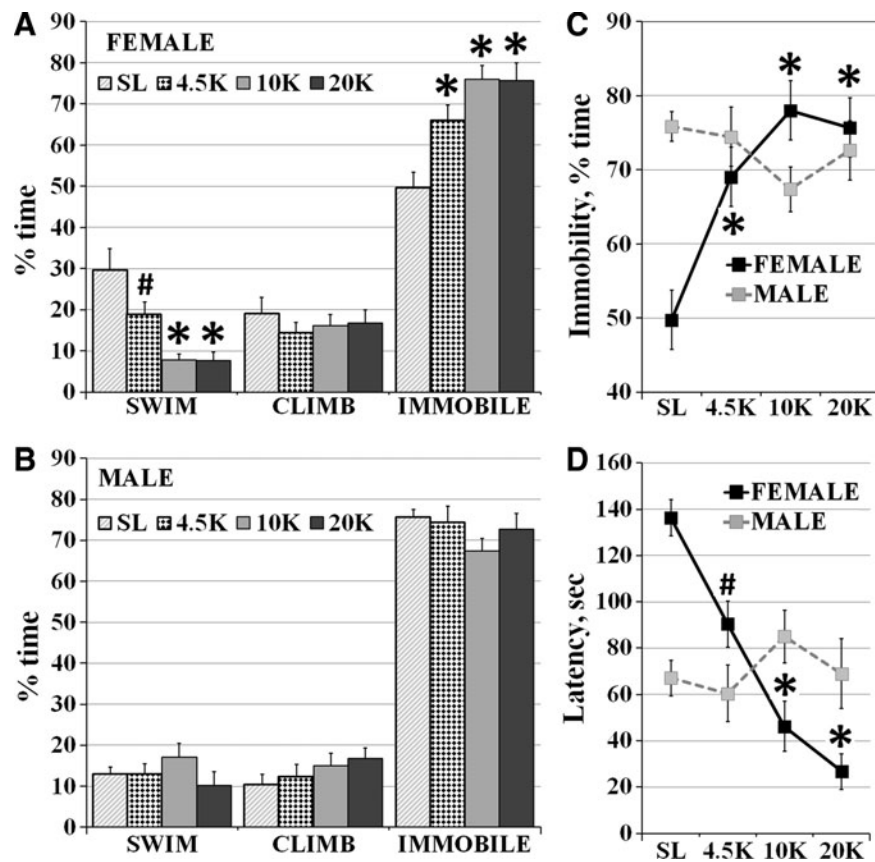 A
FEMALE
SL 4.5K 10K 20K
90
80
70
60
50
40
30
20
10
0
% time
# * * * * *
SWIM CLIMB IMMOBILE
B
MALE
SL 4.5K 10K 20K
90
80
70
60
50
40
30
20
10
0
% time
SWIM CLIMB IMMOBILE
C
90
80
70
60
50
40
Immobility, % time
* * *
FEMALE
MALE
SL 4.5K 10K 20K
D
160
140
120
100
80
60
40
20
0
Latency, sec
FEMALE
MALE
# * *
SL 4.5K 10K 20K